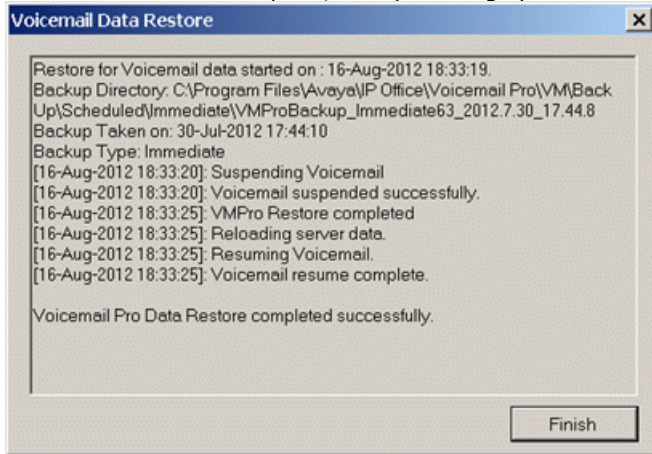 Voicemail Data Restore
Restore for Voicemail data started on : 16-Aug-2012 18:33:19.
Backup Directory: C:\Program Files\Avaya\IP Office\Voicemail Pro\VM\Back
Up\Scheduled\Immediate\VMProBackup_Immediate63_2012.7.30_17.44.8
Backup Taken on: 30-Jul-2012 17:44:10
Backup Type: Immediate
[16-Aug-2012 18:33:20]: Suspending Voicemail
[16-Aug-2012 18:33:20]: Voicemail suspended successfully.
[16-Aug-2012 18:33:25]: VMPro Restore completed
[16-Aug-2012 18:33:25]: Reloading server data.
[16-Aug-2012 18:33:25]: Resuming Voicemail.
[16-Aug-2012 18:33:25]: Voicemail resume complete.
Voicemail Pro Data Restore completed successfully.
Finish